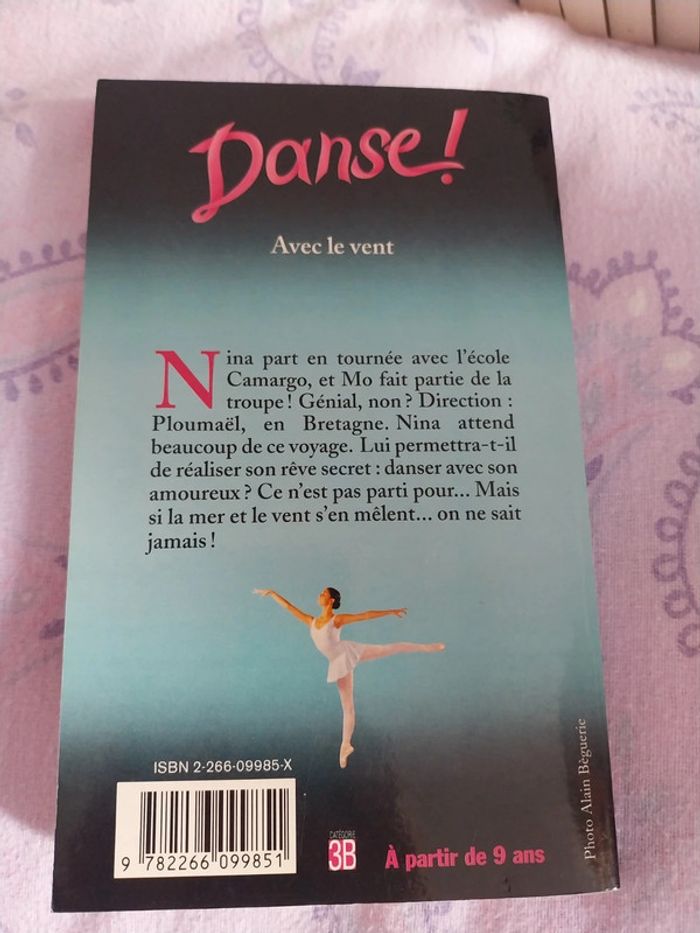 Danse!
Avec le vent
Nina part en tournée avec l'école
Camargo, et Mo fait partie de la
troupe! Génial, non? Direction :
Ploumaël, en Bretagne. Nina attend
beaucoup de ce voyage. Lui permettra-t-il
de réaliser son rêve secret : danser avec son
amoureux? Ce n'est pas parti pour... Mais
si la mer et le vent s'en mêlent... on ne sait
jamais!
ISBN 2-266-09985-X
9 782266 099851
CATÉGORIE
3B
À partir de 9 ans
Photo Alain Bèguerie